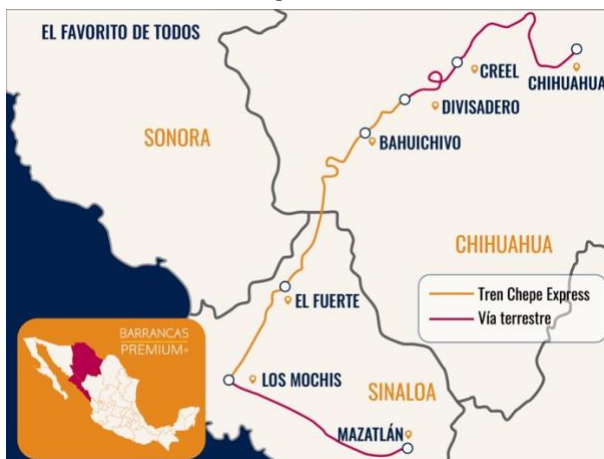 EL FAVORITO DE TODOS
CREEL
CHIHUAHUA
DIVISADERO
SONORA
BAHUICHIVO
CHIHUAHUA
Tren Chepe Express
Vía terrestre
EL FUERTE
BARRANCAS
PREMIUM
LOS MOCHIS
SINALOA
MAZATLÁN